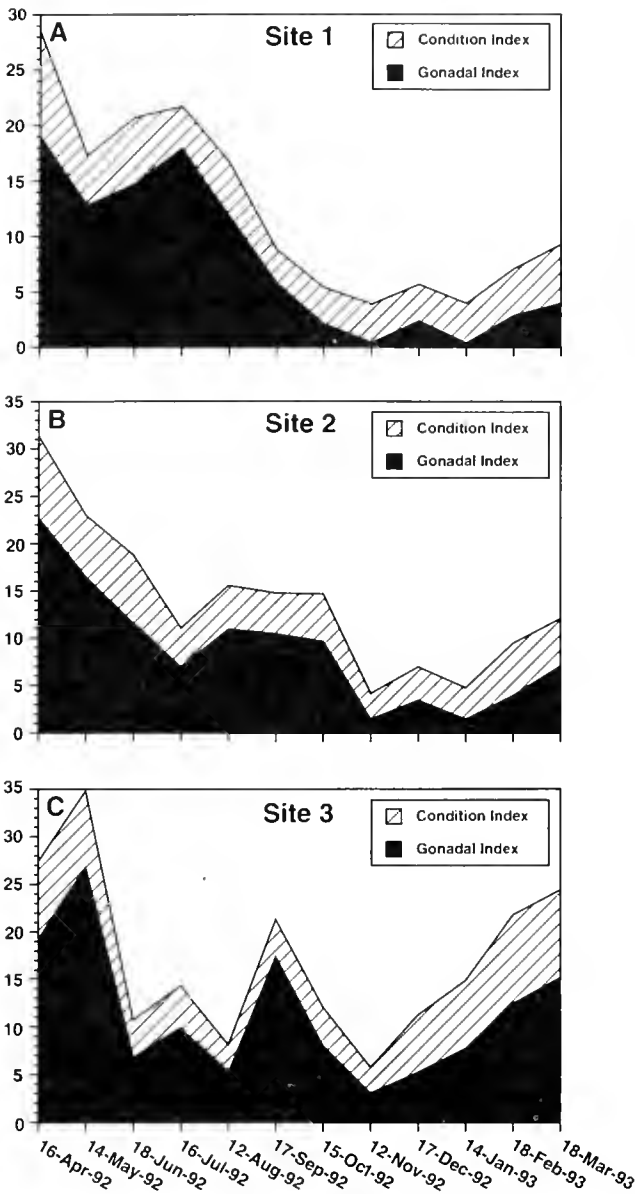 A
Site 1
Condition Index
Gonadal Index
30
25
20
15
10
5
0
B
Site 2
Condition Index
Gonadal Index
35
30
25
20
15
10
5
0
C
Site 3
Condition Index
Gonadal Index
35
30
25
20
15
10
5
0
16-Apr-92
14-May-92
18-Jun-92
16-Jul-92
12-Aug-92
17-Sep-92
15-Oct-92
12-Nov-92
17-Dec-92
14-Jan-93
18-Feb-93
18-Mar-93